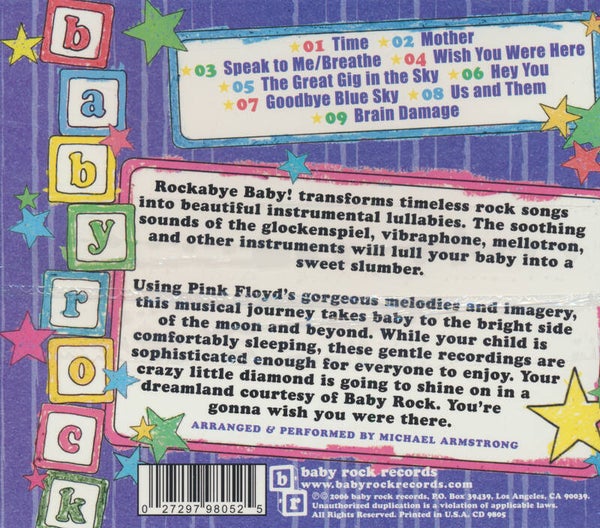 01 Time 02 Mother
03 Speak to Me/Breathe 04 Wish You Were Here
05 The Great Gig in the Sky 06 Hey You
07 Goodbye Blue Sky 08 Us and Them
09 Brain Damage
b
a
b
y
r
o
c
k
Rockabye Baby! transforms timeless rock songs
into beautiful instrumental lullabies. The soothing
sounds of the glockenspiel, vibraphone, mellotron,
and other instruments will lull your baby into a
sweet slumber.
Using Pink Floyd's gorgeous melodies and imagery,
this musical journey takes baby to the bright side
of the moon and beyond. While your child is
comfortably sleeping, these gentle recordings are
sophisticated enough for everyone to enjoy. Your
crazy little diamond is going to shine on in a
dreamland courtesy of Baby Rock. You're
gonna wish you were there.
ARRANGED & PERFORMED BY MICHAEL ARMSTRONG
0 27297 98052 5
b
r
baby rock records
www.babyrockrecords.com
℗© 2006 baby rock records, P.O. Box 39439, Los Angeles, CA 90039.
Unauthorized duplication is a violation of applicable laws.
All Rights Reserved. Printed in U.S.A. CD 9805